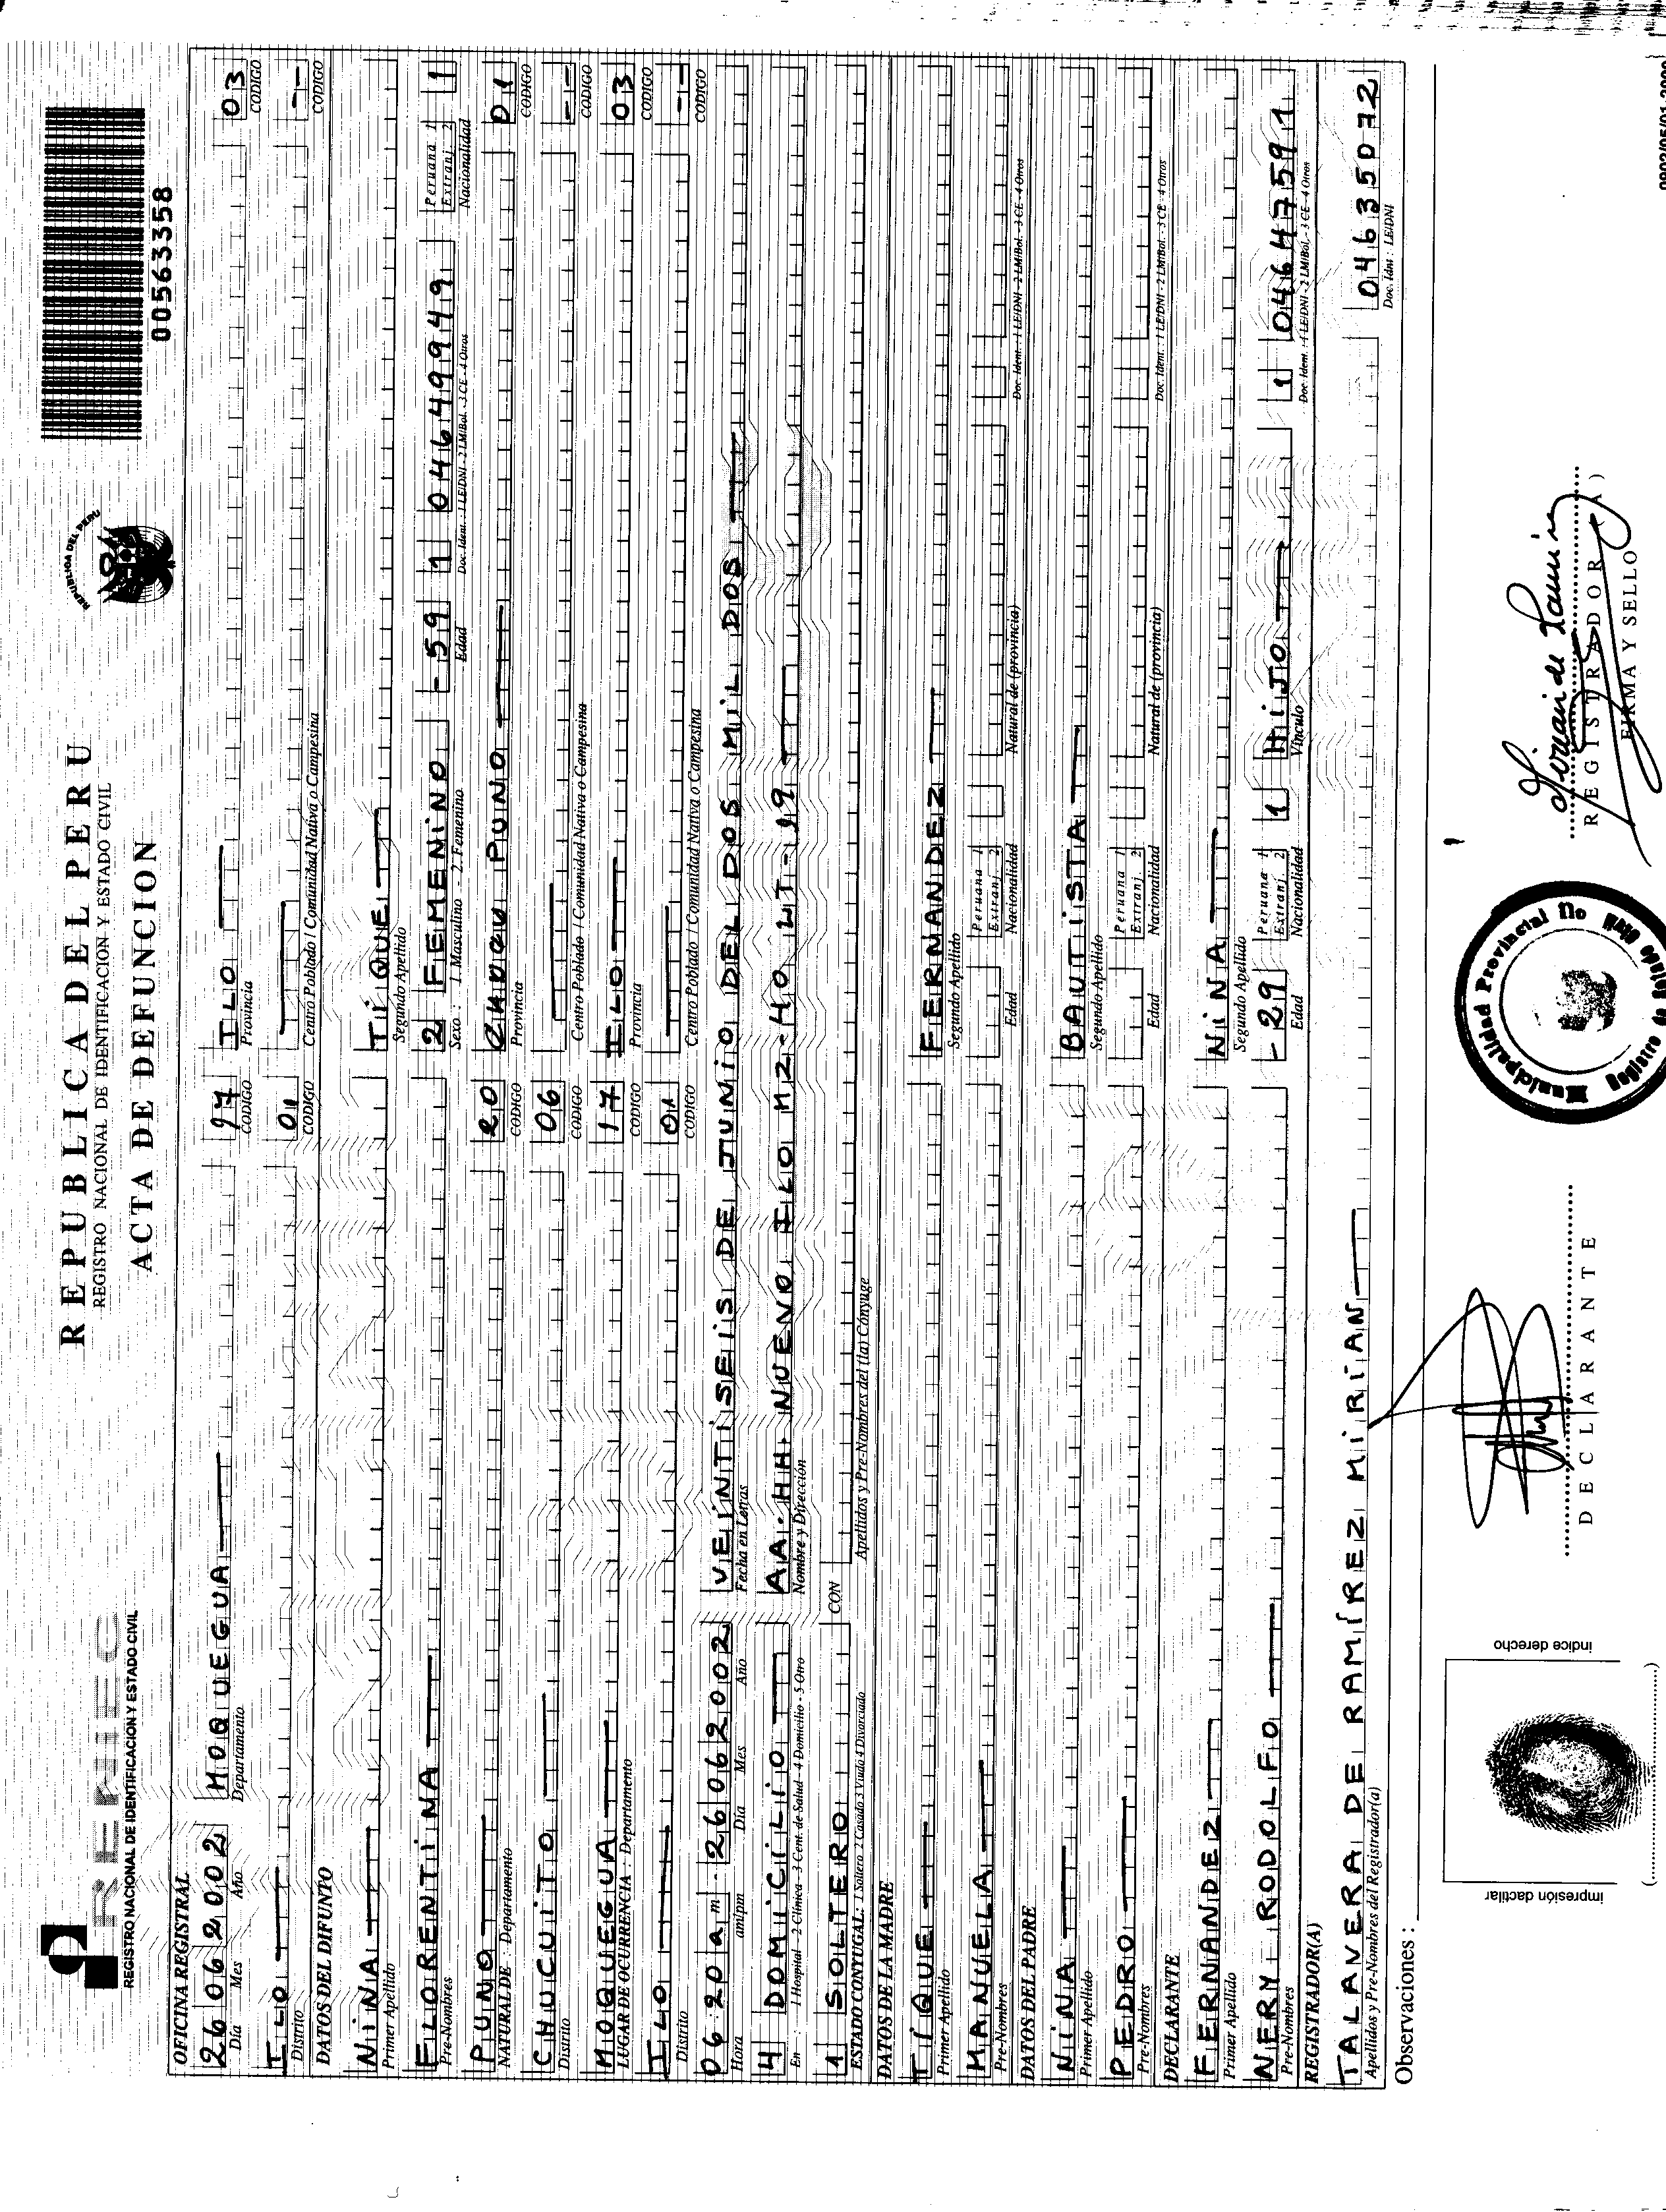 RENIEC
REGISTRO NACIONAL DE IDENTIFICACION Y ESTADO CIVIL
REPUBLICA DEL PERU
REGISTRO NACIONAL DE IDENTIFICACION Y ESTADO CIVIL
ACTA DE DEFUNCION
REPUBLICA DEL PERU
00563358
OFICINA REGISTRAL
26 06 2002 MOQUEGUA 17 ILO 03
Día Mes Año Departamento CODIGO Provincia CODIGO
ILO 01 --
Distrito CODIGO Centro Poblado / Comunidad Nativa o Campesina CODIGO
DATOS DEL DIFUNTO
NiNA TiQUE
Primer Apellido Segundo Apellido
FLORENTiNA 2 FEMENiNO -59 1 04649949 Peruana 1 Extranj. 2 1
Pre-Nombres Sexo : 1. Masculino - 2. Femenino Edad Doc. Ident. : 1 LE/DNI - 2 LM/Bol. - 3 CE - 4 Otros Nacionalidad
PUNO 20 CHUCUI PUNO 01
NATURAL DE : Departamento CODIGO Provincia CODIGO
CHUCUiTO 06 --
Distrito CODIGO Centro Poblado / Comunidad Nativa o Campesina CODIGO
MOQUEGUA 17 ILO 03
LUGAR DE OCURRENCIA : Departamento CODIGO Provincia CODIGO
ILO 01 --
Distrito CODIGO Centro Poblado / Comunidad Nativa o Campesina CODIGO
06:20 am. 26 06 2002 VEiNTiSEiS DE JUNiO DEL DOS MiL DOS
Hora am/pm Día Mes Año Fecha en Letras
4 DOMiCiLiO AA.HH NUEVO ILO MZ-40 LT-19
En : 1 Hospital - 2 Clínica - 3 Cent. de Salud - 4 Domicilio - 5 Otro Nombre y Dirección
1 SOLTERO CON
ESTADO CONYUGAL: 1 Soltero 2 Casado 3 Viudo 4 Divorciado Apellidos y Pre-Nombres del (la) Cónyuge
DATOS DE LA MADRE
TiQUE FERNANDEZ
Primer Apellido Segundo Apellido
MANUELA Peruana 1 Extranj. 2
Pre-Nombres Edad Nacionalidad Natural de (provincia) Doc. Ident. : 1 LE/DNI - 2 LM/Bol. - 3 CE - 4 Otros
DATOS DEL PADRE
NiNA BAUTiSTA
Primer Apellido Segundo Apellido
PEDRO Peruana 1 Extranj. 2
Pre-Nombres Edad Nacionalidad Natural de (provincia) Doc. Ident. : 1 LE/DNI - 2 LM/Bol. - 3 CE - 4 Otros
DECLARANTE
FERNANDEZ NiNA
Primer Apellido Segundo Apellido
NERY RODOLFO -29 Peruana 1 Extranj. 2 1 HiJO 1 04647591
Pre-Nombres Edad Nacionalidad Vínculo Doc. Ident. : 1 LE/DNI - 2 LM/Bol. - 3 CE - 4 Otros
REGISTRADOR(A)
TALAVERA DE RAMÍREZ MiRIAN 04635072
Apellidos y Pre-Nombres del Registrador(a) Doc. Idnt : LE/DNI
Observaciones :
impresión dactilar
índice derecho
DECLARANTE
Municipalidad Provincial Ilo
Registro de
REGISTRADOR(A)
FIRMA Y SELLO